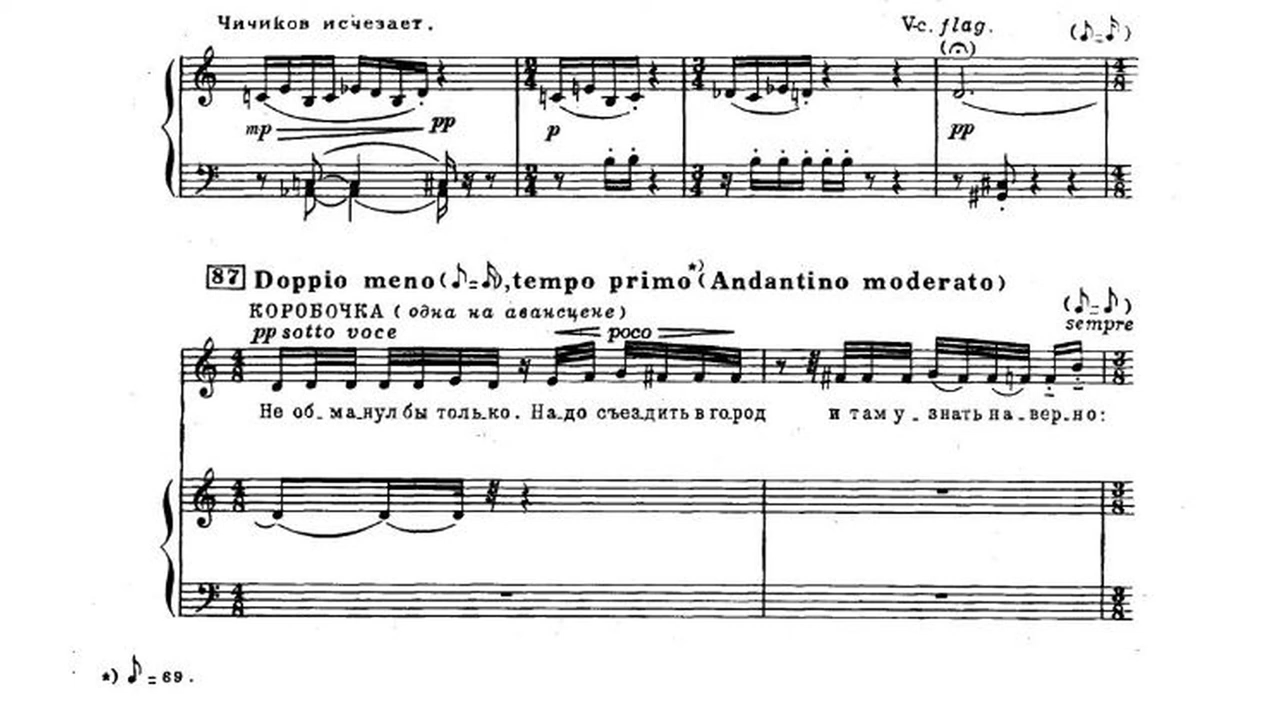 Чичиков исчезает.
V-c. flag.
mp pp p pp
87 Doppio meno (♪=♬), tempo primo*) (Andantino moderato)
КОРОБОЧКА (одна на авансцене)
pp sotto voce poco sempre
Не об_ма_нул бы толь_ко. На_до съез_дить в го_род и там у_знать на_вер_но:
*) ♪=69.